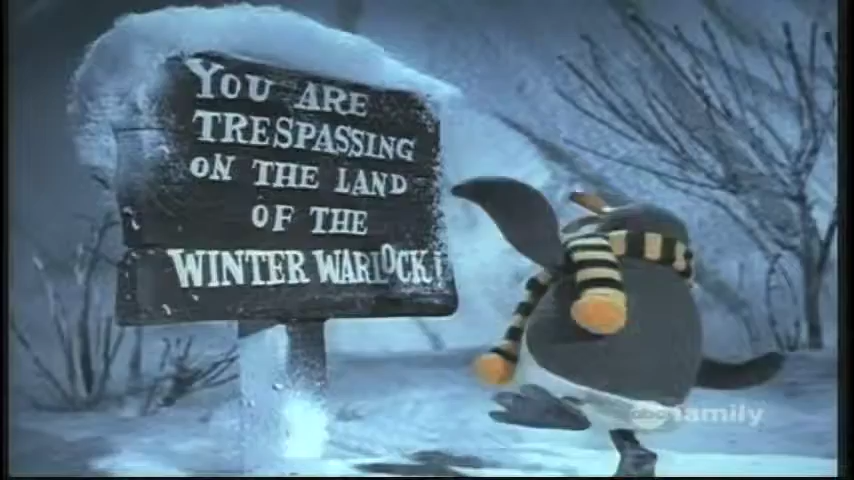 YOU ARE
TRESPASSING
ON THE LAND
OF THE
WINTER WARLOCK!
abc family